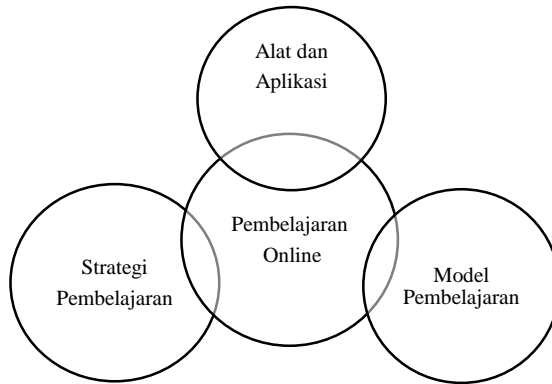 Alat dan
Aplikasi
Pembelajaran
Online
Strategi
Pembelajaran
Model
Pembelajaran